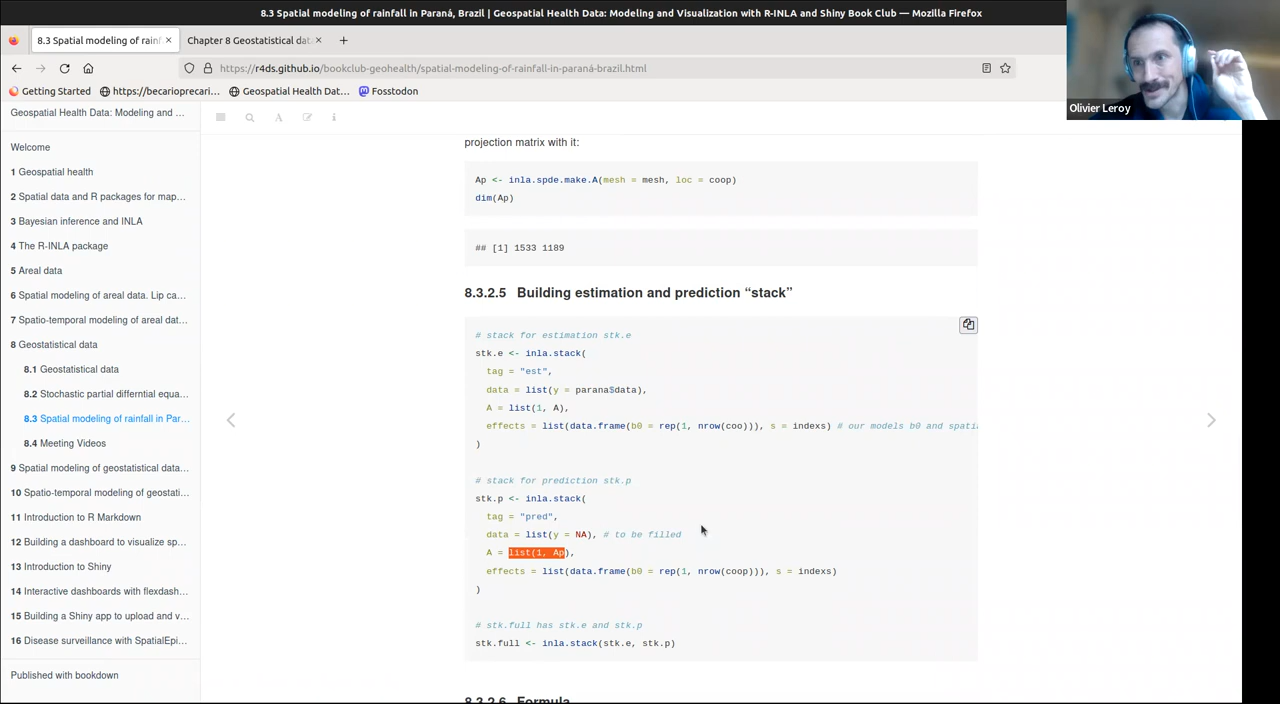 8.3 Spatial modeling of rainfall in Paraná, Brazil | Geospatial Health Data: Modeling and Visualization with R-INLA and Shiny Book Club — Mozilla Firefox
8.3 Spatial modeling of rainf
Chapter 8 Geostatistical dat
https://r4ds.github.io/bookclub-geohealth/spatial-modeling-of-rainfall-in-paraná-brazil.html
Getting Started
https://becarioprecari…
Geospatial Health Dat…
Fosstodon
Olivier Leroy
Geospatial Health Data: Modeling and …
Welcome
1 Geospatial health
2 Spatial data and R packages for map…
3 Bayesian inference and INLA
4 The R-INLA package
5 Areal data
6 Spatial modeling of areal data. Lip ca…
7 Spatio-temporal modeling of areal dat…
8 Geostatistical data
8.1 Geostatistical data
8.2 Stochastic partial differntial equa…
8.3 Spatial modeling of rainfall in Par…
8.4 Meeting Videos
9 Spatial modeling of geostatistical data…
10 Spatio-temporal modeling of geostati…
11 Introduction to R Markdown
12 Building a dashboard to visualize sp…
13 Introduction to Shiny
14 Interactive dashboards with flexdash…
15 Building a Shiny app to upload and v…
16 Disease surveillance with SpatialEpi…
Published with bookdown
projection matrix with it:
Ap <- inla.spde.make.A(mesh = mesh, loc = coop)
dim(Ap)
## [1] 1533 1189
8.3.2.5 Building estimation and prediction “stack”
# stack for estimation stk.e
stk.e <- inla.stack(
tag = "est",
data = list(y = parana$data),
A = list(1, A),
effects = list(data.frame(b0 = rep(1, nrow(coo))), s = indexs) # our models b0 and spatia
)
# stack for prediction stk.p
stk.p <- inla.stack(
tag = "pred",
data = list(y = NA), # to be filled
A = list(1, Ap),
effects = list(data.frame(b0 = rep(1, nrow(coop))), s = indexs)
)
# stk.full has stk.e and stk.p
stk.full <- inla.stack(stk.e, stk.p)
8.3.2.6 Formula